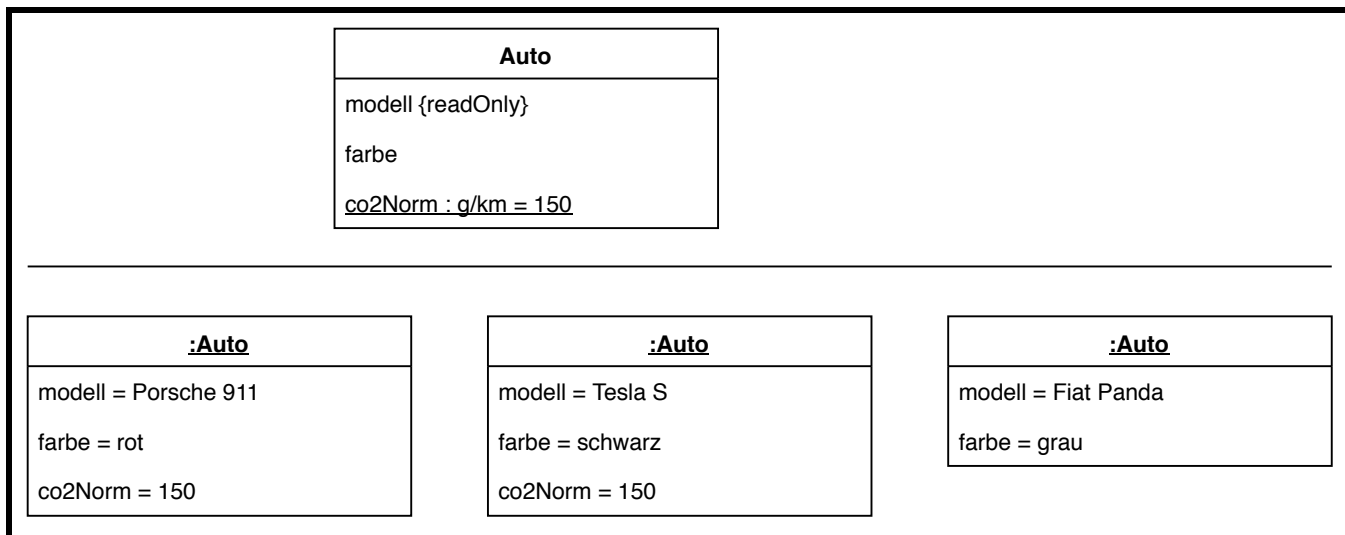 Auto
modell {readOnly}
farbe
co2Norm : g/km = 150
:Auto
modell = Porsche 911
farbe = rot
co2Norm = 150
:Auto
modell = Tesla S
farbe = schwarz
co2Norm = 150
:Auto
modell = Fiat Panda
farbe = grau